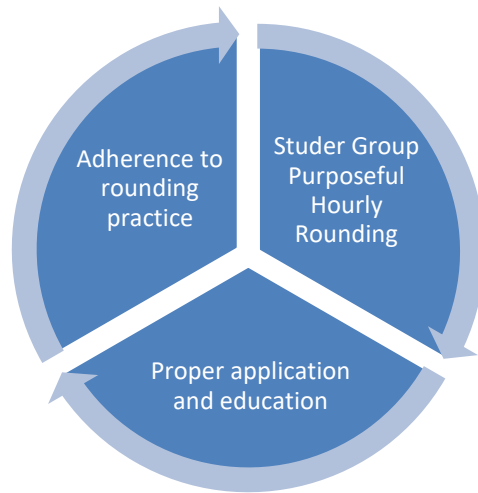 Adherence to
rounding
practice
Studer Group
Purposeful
Hourly
Rounding
Proper application
and education